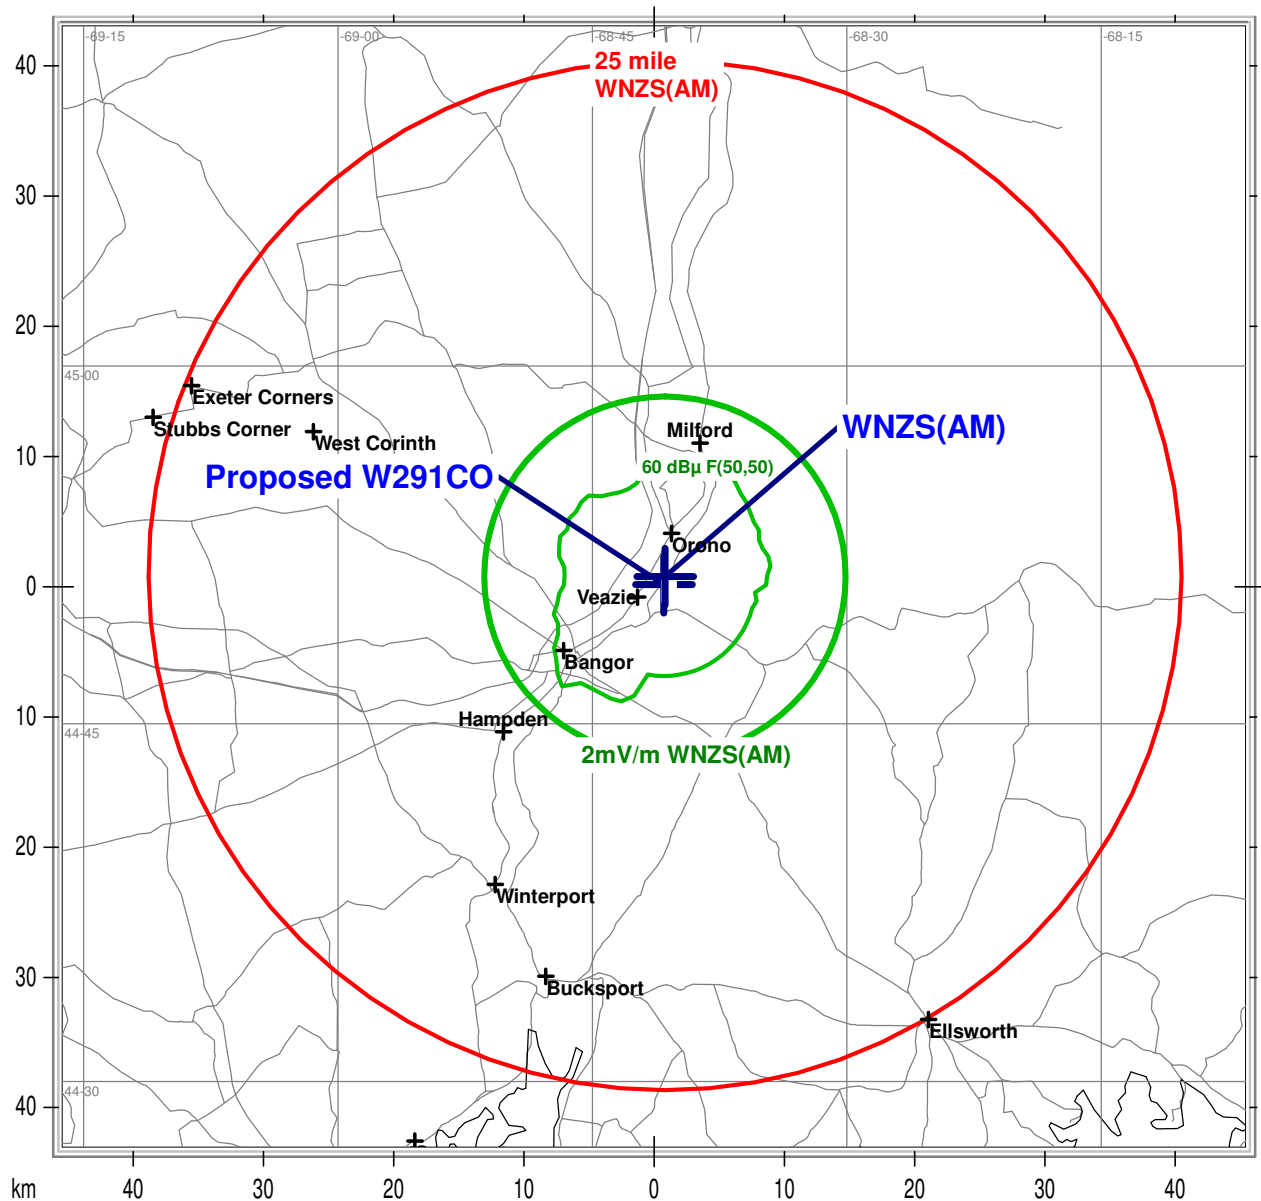 -69-15
-69-00
-68-45
-68-30
-68-15
25 mile
WNZS(AM)
40
30
20
45-00
Exeter Corners
Stubbs Corner
West Corinth
Milford
WNZS(AM)
10
60 dBµ F(50,50)
Proposed W291CO
Orono
0
Veazie
Bangor
10
Hampden
44-45
2mV/m WNZS(AM)
20
Winterport
30
Bucksport
Ellsworth
44-30
40
km
40
30
20
10
0
10
20
30
40